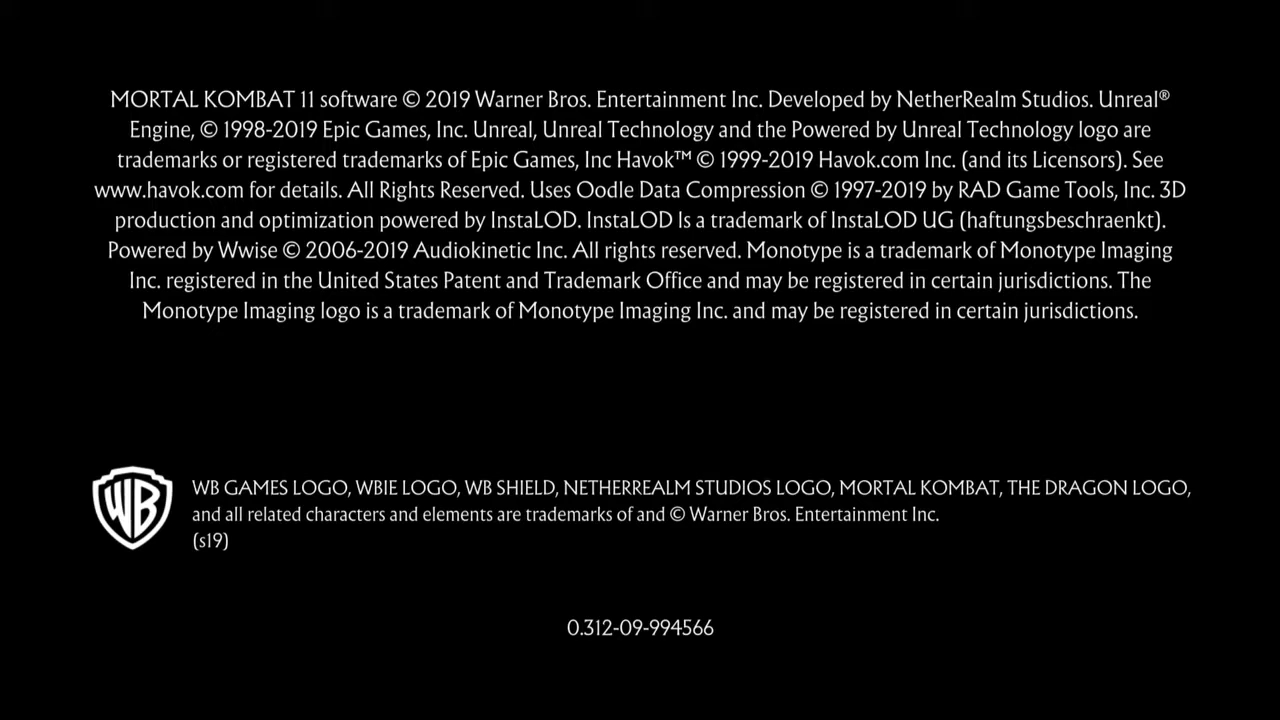 MORTAL KOMBAT 11 software © 2019 Warner Bros. Entertainment Inc. Developed by NetherRealm Studios. Unreal®
Engine, © 1998-2019 Epic Games, Inc. Unreal, Unreal Technology and the Powered by Unreal Technology logo are
trademarks or registered trademarks of Epic Games, Inc Havok™ © 1999-2019 Havok.com Inc. (and its Licensors). See
www.havok.com for details. All Rights Reserved. Uses Oodle Data Compression © 1997-2019 by RAD Game Tools, Inc. 3D
production and optimization powered by InstaLOD. InstaLOD Is a trademark of InstaLOD UG (haftungsbeschraenkt).
Powered by Wwise © 2006-2019 Audiokinetic Inc. All rights reserved. Monotype is a trademark of Monotype Imaging
Inc. registered in the United States Patent and Trademark Office and may be registered in certain jurisdictions. The
Monotype Imaging logo is a trademark of Monotype Imaging Inc. and may be registered in certain jurisdictions.
WB
WB GAMES LOGO, WBIE LOGO, WB SHIELD, NETHERREALM STUDIOS LOGO, MORTAL KOMBAT, THE DRAGON LOGO,
and all related characters and elements are trademarks of and © Warner Bros. Entertainment Inc.
(s19)
0.312-09-994566